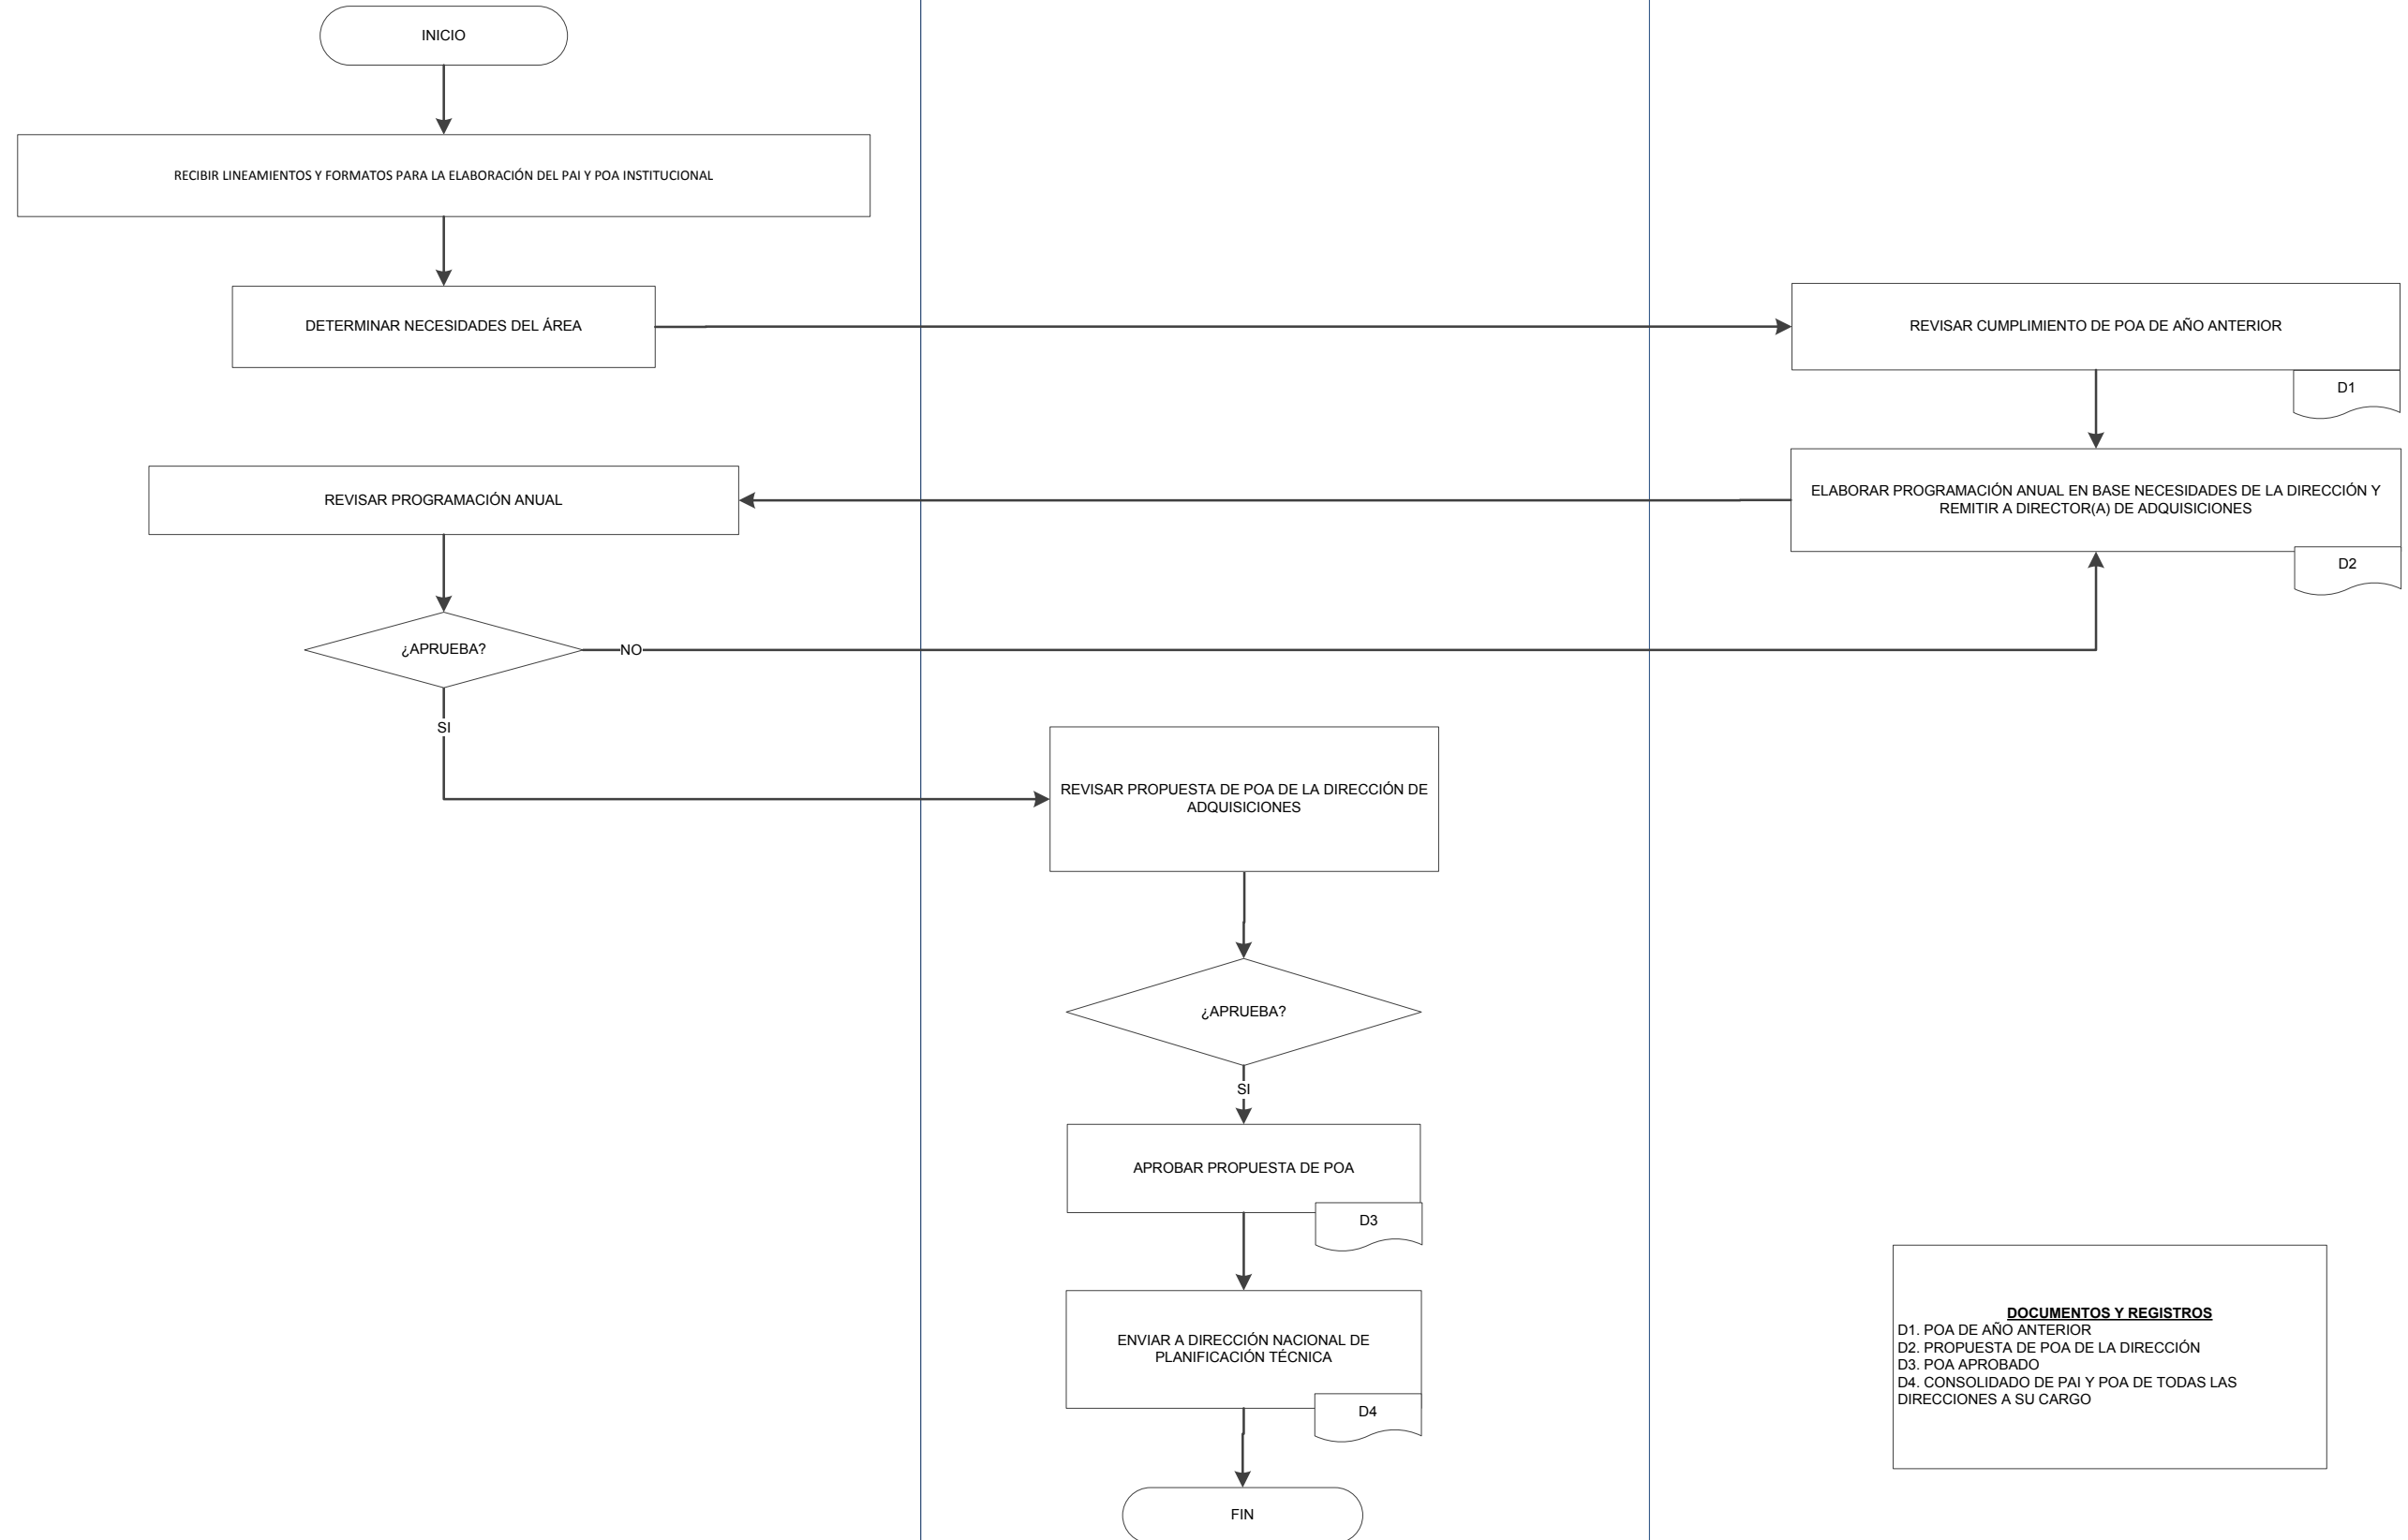 INICIO
RECIBIR LINEAMIENTOS Y FORMATOS PARA LA ELABORACIÓN DEL PAI Y POA INSTITUCIONAL
DETERMINAR NECESIDADES DEL ÁREA
REVISAR CUMPLIMIENTO DE POA DE AÑO ANTERIOR
D1
ELABORAR PROGRAMACIÓN ANUAL EN BASE NECESIDADES DE LA DIRECCIÓN Y
REMITIR A DIRECTOR(A) DE ADQUISICIONES
D2
REVISAR PROGRAMACIÓN ANUAL
¿APRUEBA?
NO
SI
REVISAR PROPUESTA DE POA DE LA DIRECCIÓN DE
ADQUISICIONES
¿APRUEBA?
SI
APROBAR PROPUESTA DE POA
D3
ENVIAR A DIRECCIÓN NACIONAL DE
PLANIFICACIÓN TÉCNICA
D4
FIN
DOCUMENTOS Y REGISTROS
D1. POA DE AÑO ANTERIOR
D2. PROPUESTA DE POA DE LA DIRECCIÓN
D3. POA APROBADO
D4. CONSOLIDADO DE PAI Y POA DE TODAS LAS
DIRECCIONES A SU CARGO